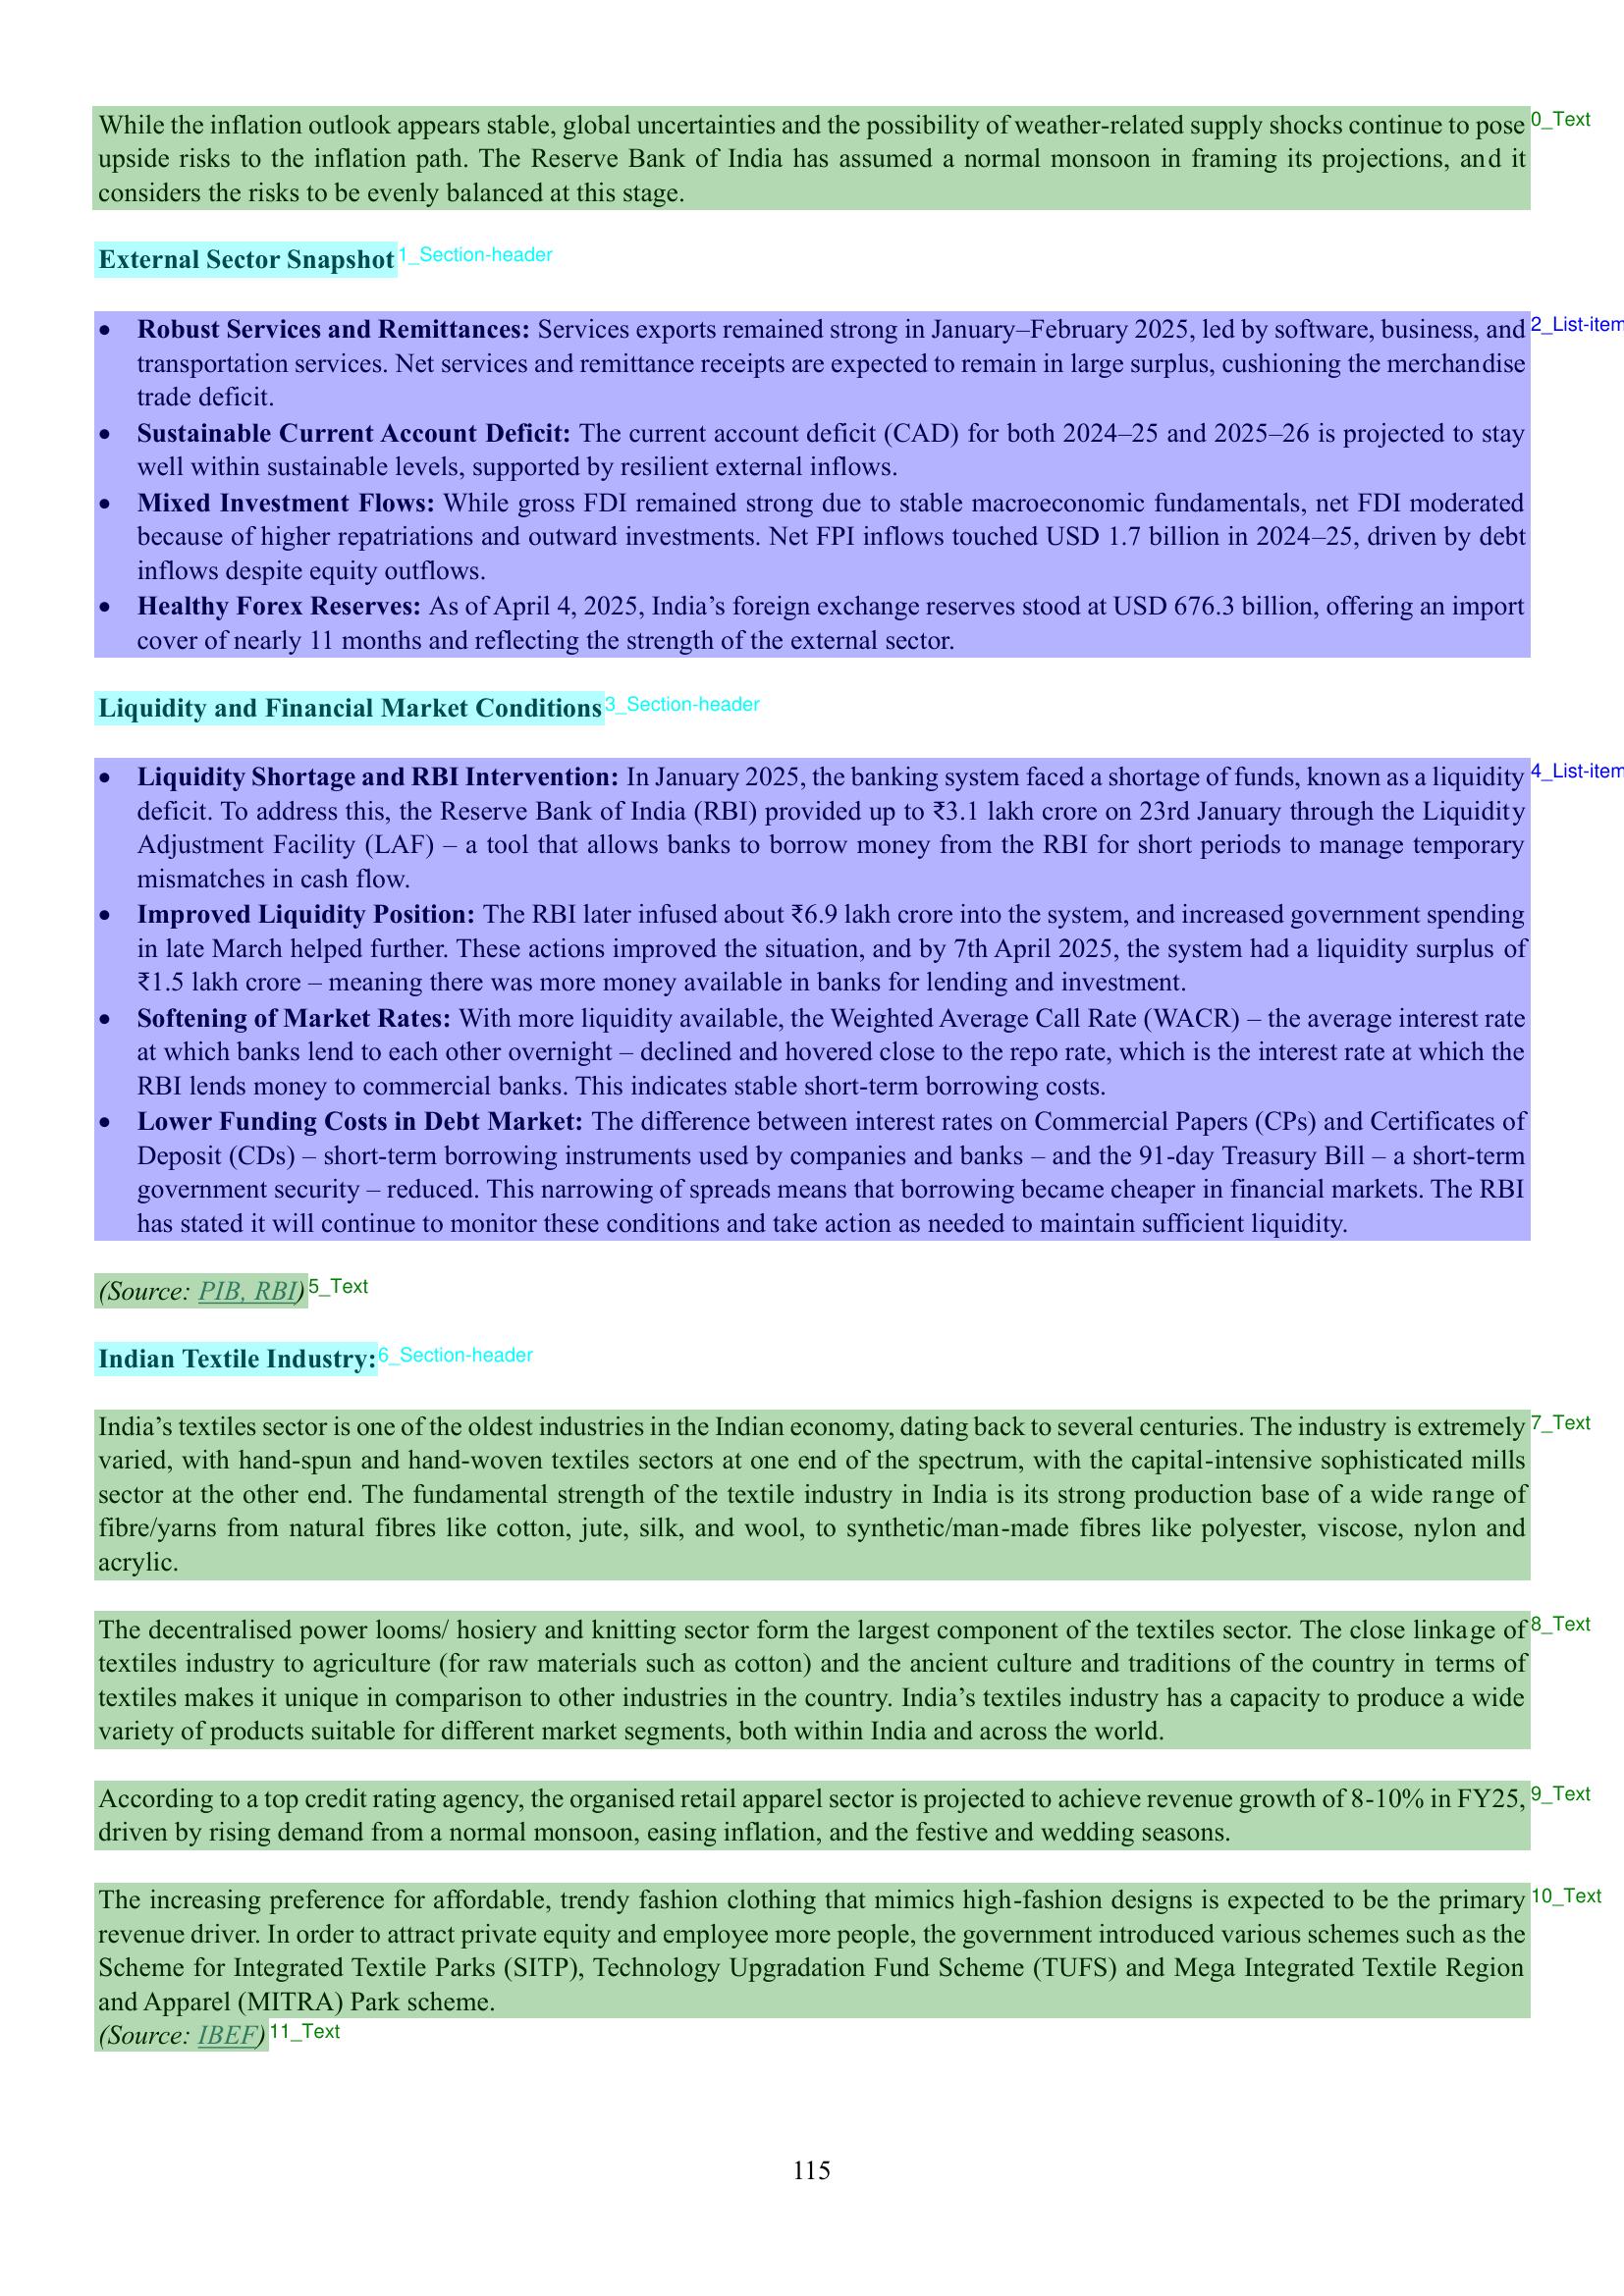 While the inflation outlook appears stable, global uncertainties and the possibility of weather-related supply shocks continue to pose 0_Text
upside risks to the inflation path. The Reserve Bank of India has assumed a normal monsoon in framing its projections, and it
considers the risks to be evenly balanced at this stage.
External Sector Snapshot 1_Section-header
• Robust Services and Remittances: Services exports remained strong in January–February 2025, led by software, business, and 2_List-item
transportation services. Net services and remittance receipts are expected to remain in large surplus, cushioning the merchandise
trade deficit.
• Sustainable Current Account Deficit: The current account deficit (CAD) for both 2024–25 and 2025–26 is projected to stay
well within sustainable levels, supported by resilient external inflows.
• Mixed Investment Flows: While gross FDI remained strong due to stable macroeconomic fundamentals, net FDI moderated
because of higher repatriations and outward investments. Net FPI inflows touched USD 1.7 billion in 2024–25, driven by debt
inflows despite equity outflows.
• Healthy Forex Reserves: As of April 4, 2025, India’s foreign exchange reserves stood at USD 676.3 billion, offering an import
cover of nearly 11 months and reflecting the strength of the external sector.
Liquidity and Financial Market Conditions 3_Section-header
• Liquidity Shortage and RBI Intervention: In January 2025, the banking system faced a shortage of funds, known as a liquidity 4_List-item
deficit. To address this, the Reserve Bank of India (RBI) provided up to ₹3.1 lakh crore on 23rd January through the Liquidity
Adjustment Facility (LAF) – a tool that allows banks to borrow money from the RBI for short periods to manage temporary
mismatches in cash flow.
• Improved Liquidity Position: The RBI later infused about ₹6.9 lakh crore into the system, and increased government spending
in late March helped further. These actions improved the situation, and by 7th April 2025, the system had a liquidity surplus of
₹1.5 lakh crore – meaning there was more money available in banks for lending and investment.
• Softening of Market Rates: With more liquidity available, the Weighted Average Call Rate (WACR) – the average interest rate
at which banks lend to each other overnight – declined and hovered close to the repo rate, which is the interest rate at which the
RBI lends money to commercial banks. This indicates stable short-term borrowing costs.
• Lower Funding Costs in Debt Market: The difference between interest rates on Commercial Papers (CPs) and Certificates of
Deposit (CDs) – short-term borrowing instruments used by companies and banks – and the 91-day Treasury Bill – a short-term
government security – reduced. This narrowing of spreads means that borrowing became cheaper in financial markets. The RBI
has stated it will continue to monitor these conditions and take action as needed to maintain sufficient liquidity.
(Source: PIB, RBI) 5_Text
Indian Textile Industry: 6_Section-header
India’s textiles sector is one of the oldest industries in the Indian economy, dating back to several centuries. The industry is extremely 7_Text
varied, with hand-spun and hand-woven textiles sectors at one end of the spectrum, with the capital-intensive sophisticated mills
sector at the other end. The fundamental strength of the textile industry in India is its strong production base of a wide range of
fibre/yarns from natural fibres like cotton, jute, silk, and wool, to synthetic/man-made fibres like polyester, viscose, nylon and
acrylic.
The decentralised power looms/ hosiery and knitting sector form the largest component of the textiles sector. The close linkage of 8_Text
textiles industry to agriculture (for raw materials such as cotton) and the ancient culture and traditions of the country in terms of
textiles makes it unique in comparison to other industries in the country. India’s textiles industry has a capacity to produce a wide
variety of products suitable for different market segments, both within India and across the world.
According to a top credit rating agency, the organised retail apparel sector is projected to achieve revenue growth of 8-10% in FY25, 9_Text
driven by rising demand from a normal monsoon, easing inflation, and the festive and wedding seasons.
The increasing preference for affordable, trendy fashion clothing that mimics high-fashion designs is expected to be the primary 10_Text
revenue driver. In order to attract private equity and employee more people, the government introduced various schemes such as the
Scheme for Integrated Textile Parks (SITP), Technology Upgradation Fund Scheme (TUFS) and Mega Integrated Textile Region
and Apparel (MITRA) Park scheme.
(Source: IBEF) 11_Text
115